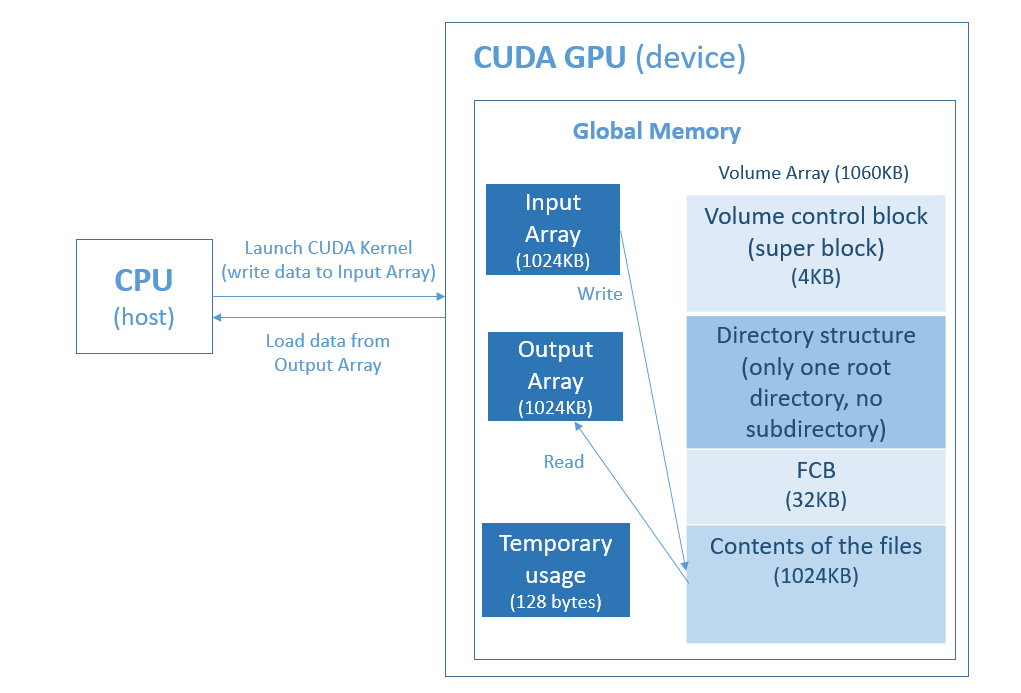 CUDA GPU (device)
Global Memory
Volume Array (1060KB)
Input
Array
(1024KB)
Volume control block
(super block)
(4KB)
Launch CUDA Kernel
(write data to Input Array)
CPU
(host)
Write
Load data from
Output Array
Output
Array
(1024KB)
Directory structure
(only one root
directory, no
subdirectory)
Read
FCB
(32KB)
Temporary
usage
(128 bytes)
Contents of the files
(1024KB)